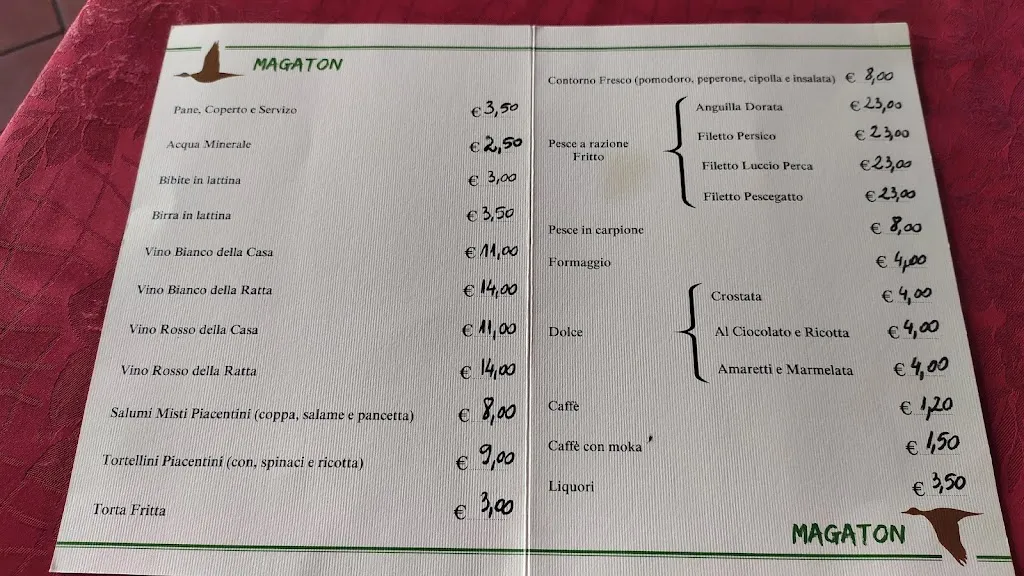 MAGATON
Pane, Coperto e Servizo € 3,50
Acqua Minerale € 2,50
Bibite in lattina € 3,00
Birra in lattina € 3,50
Vino Bianco della Casa € 11,00
Vino Bianco della Ratta € 14,00
Vino Rosso della Casa € 11,00
Vino Rosso della Ratta € 14,00
Salumi Misti Piacentini (coppa, salame e pancetta) € 8,00
Tortellini Piacentini (con, spinaci e ricotta) € 9,00
Torta Fritta € 3,00
Contorno Fresco (pomodoro, peperone, cipolla e insalata) € 8,00
Pesce a razione
Fritto
Anguilla Dorata € 23,00
Filetto Persico € 23,00
Filetto Luccio Perca € 23,00
Filetto Pescegatto € 23,00
Pesce in carpione € 8,00
Formaggio € 4,00
Dolce
Crostata € 4,00
Al Ciocolato e Ricotta € 4,00
Amaretti e Marmelata € 4,00
Caffè € 1,20
Caffè con moka € 1,50
Liquori € 3,50
MAGATON